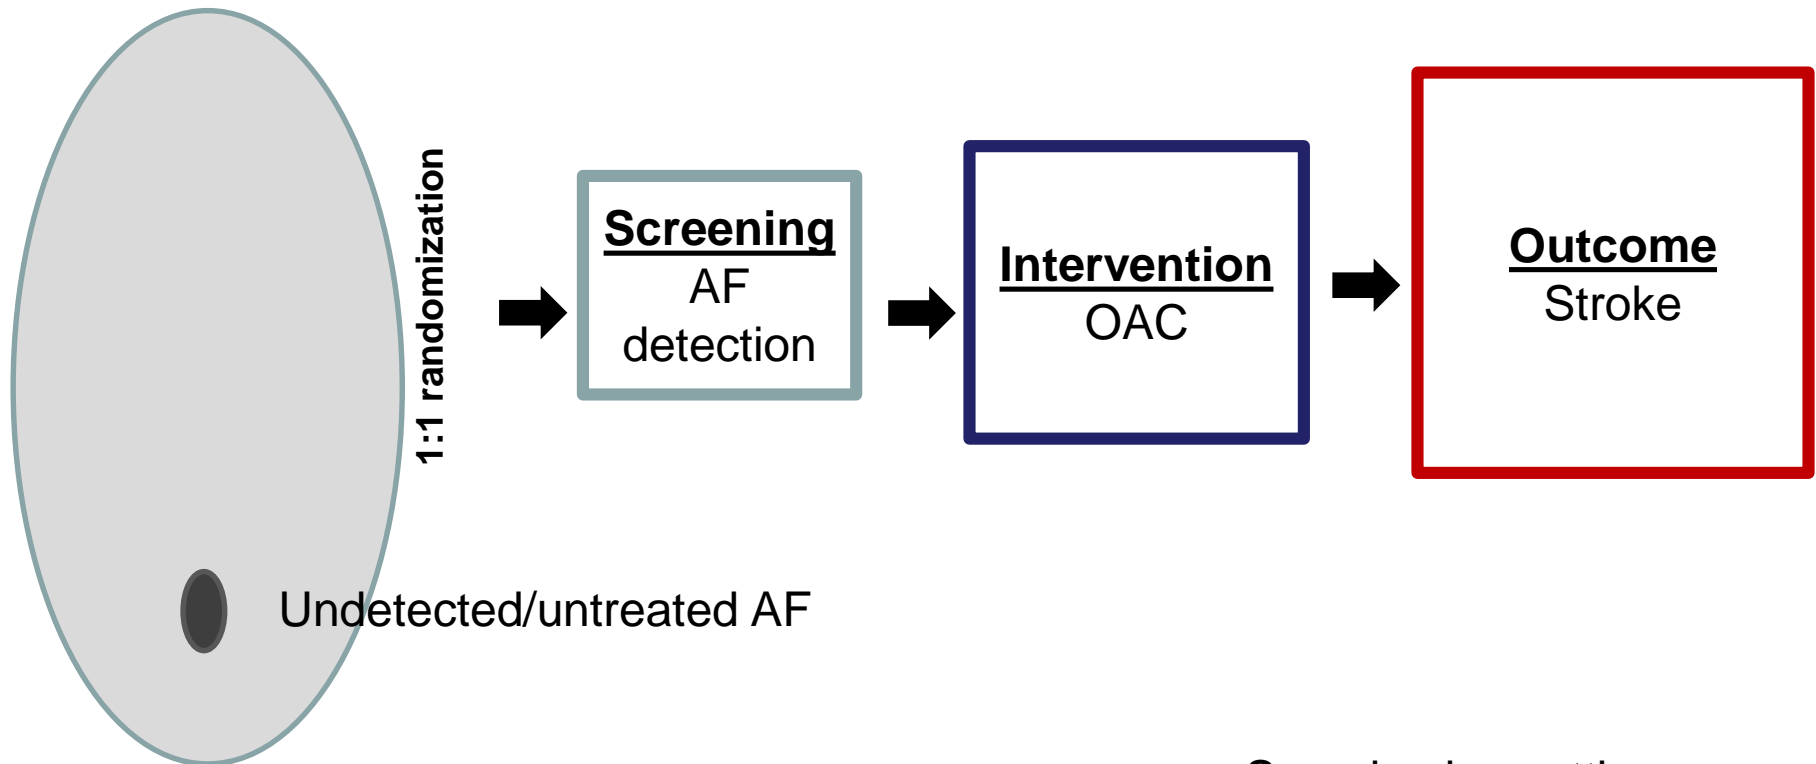 1:1 randomization
Screening
AF
detection
Intervention
OAC
Outcome
Stroke
Undetected/untreated AF